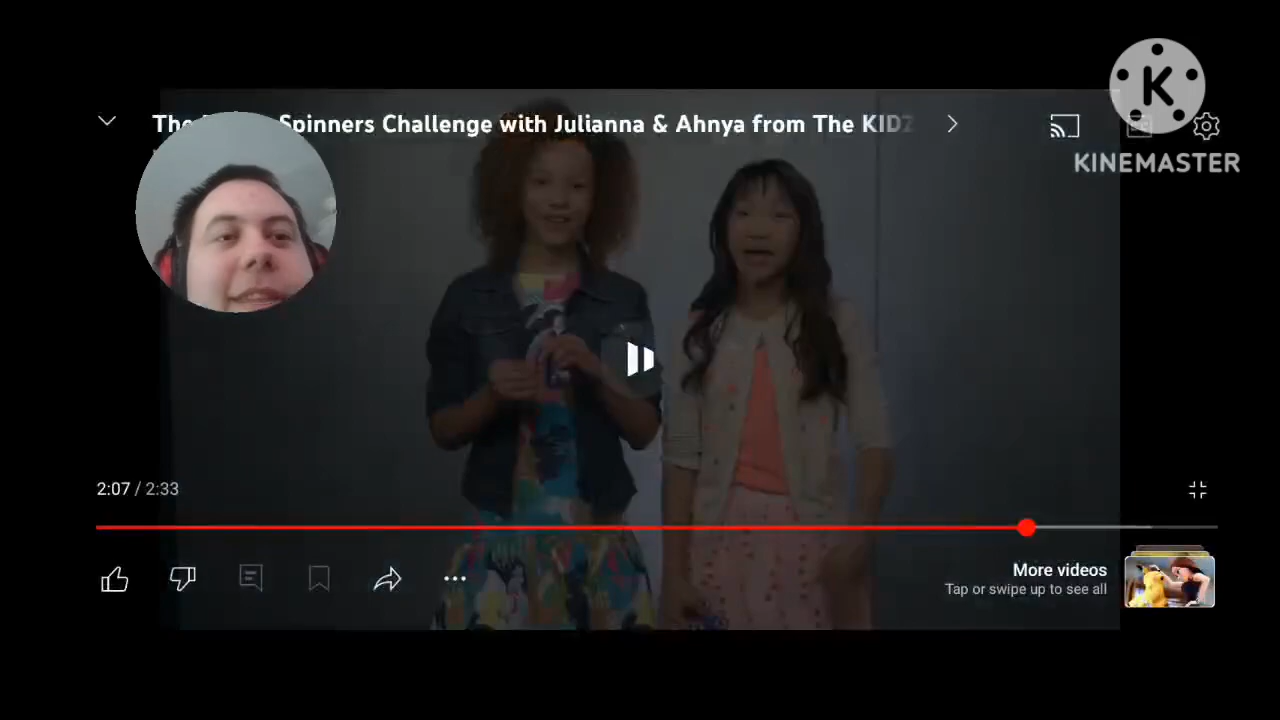 The Spinners Challenge with Julianna & Ahnya from The KIDZ
K
KINEMASTER
2:07 / 2:33
More videos
Tap or swipe up to see all